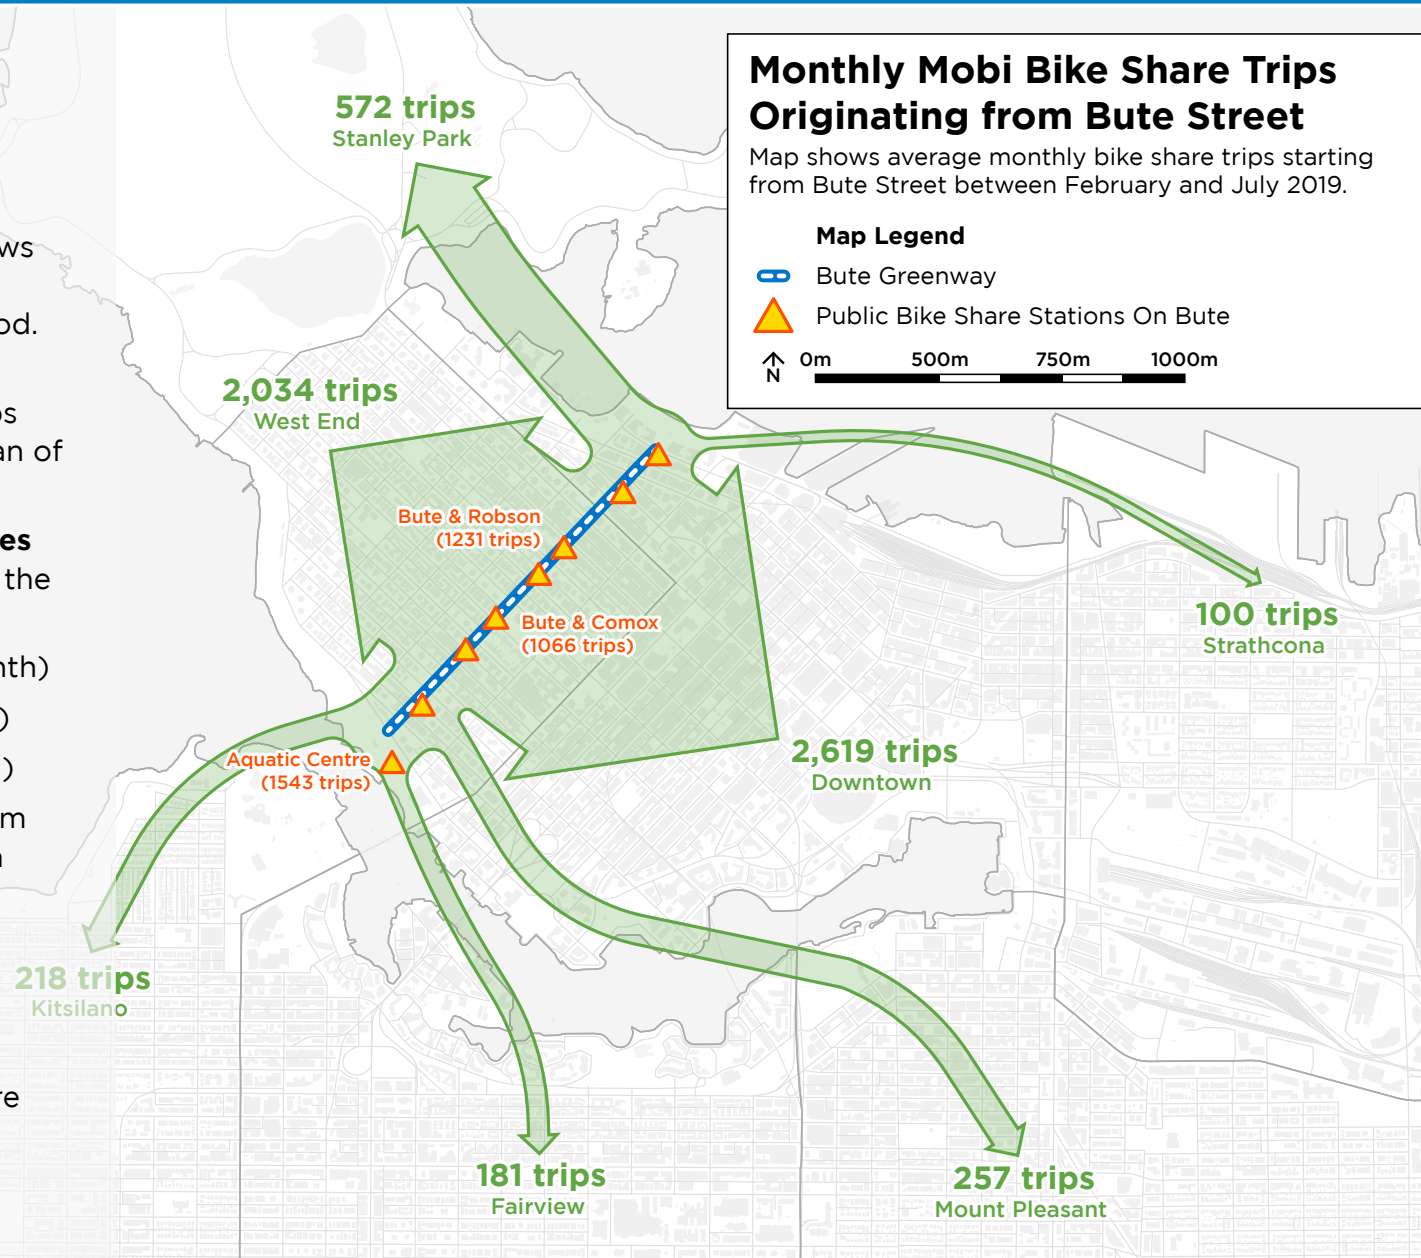 Monthly Mobi Bike Share Trips
Originating from Bute Street
Map shows average monthly bike share trips starting
from Bute Street between February and July 2019.
Map Legend
Bute Greenway
Public Bike Share Stations On Bute
N
0m 500m 750m 1000m
572 trips
Stanley Park
2,034 trips
West End
Bute & Robson
(1231 trips)
Bute & Comox
(1066 trips)
100 trips
Strathcona
2,619 trips
Downtown
Aquatic Centre
(1543 trips)
218 trips
Kitsilano
181 trips
Fairview
257 trips
Mount Pleasant
ws
od.
os
an of
es
the
nth)
)
)
m
re